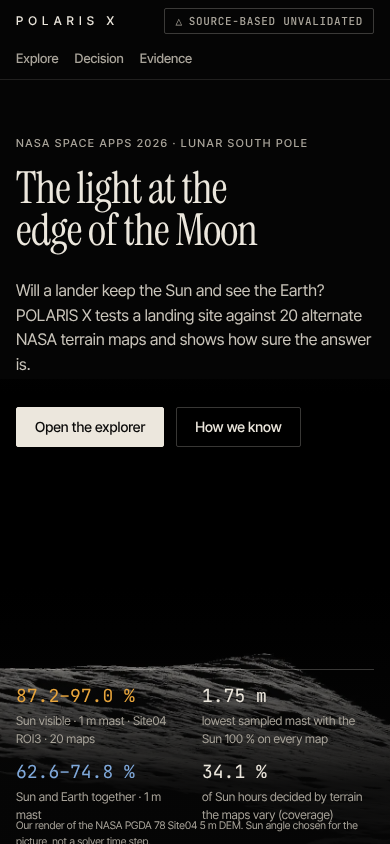 POLARIS X
△ SOURCE-BASED UNVALIDATED
Explore Decision Evidence
NASA SPACE APPS 2026 · LUNAR SOUTH POLE
The light at the
edge of the Moon
Will a lander keep the Sun and see the Earth?
POLARIS X tests a landing site against 20 alternate
NASA terrain maps and shows how sure the answer
is.
Open the explorer
How we know
87.2–97.0 %
Sun visible · 1 m mast · Site04
ROI3 · 20 maps
1.75 m
lowest sampled mast with the
Sun 100 % on every map
62.6–74.8 %
Sun and Earth together · 1 m
mast
34.1 %
of Sun hours decided by terrain
the maps vary (coverage)
Our render of the NASA PGDA 78 Site04 5 m DEM. Sun angle chosen for the
picture, not a solver step.